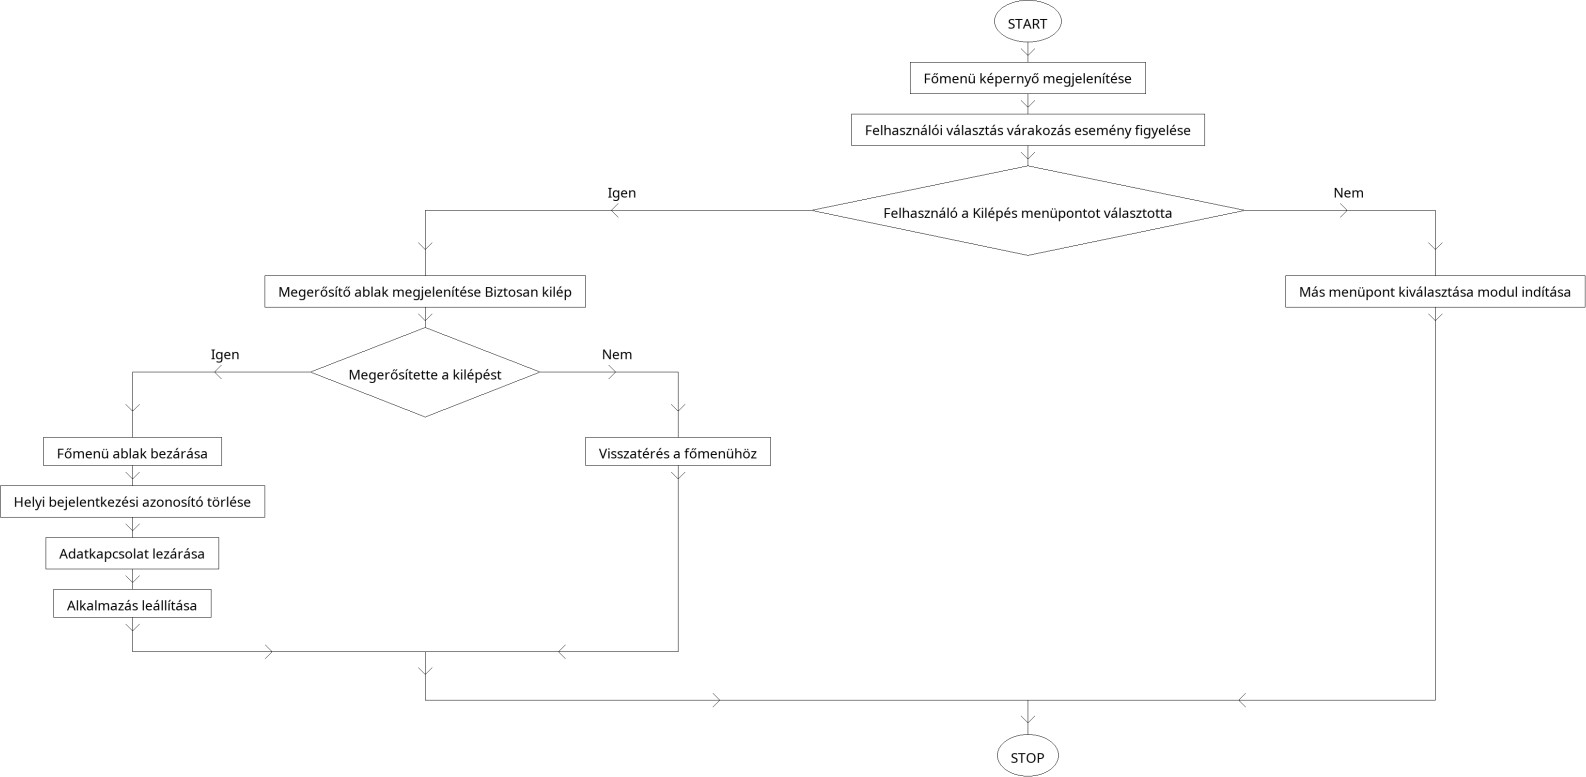 START
Főmenü képernyő megjelenítése
Felhasználói választás várakozás esemény figyelése
Igen
Nem
Felhasználó a Kilépés menüpontot választotta
Megerősítő ablak megjelenítése Biztosan kilép
Más menüpont kiválasztása modul indítása
Igen
Nem
Megerősítette a kilépést
Főmenü ablak bezárása
Visszatérés a főmenühöz
Helyi bejelentkezési azonosító törlése
Adatkapcsolat lezárása
Alkalmazás leállítása
STOP